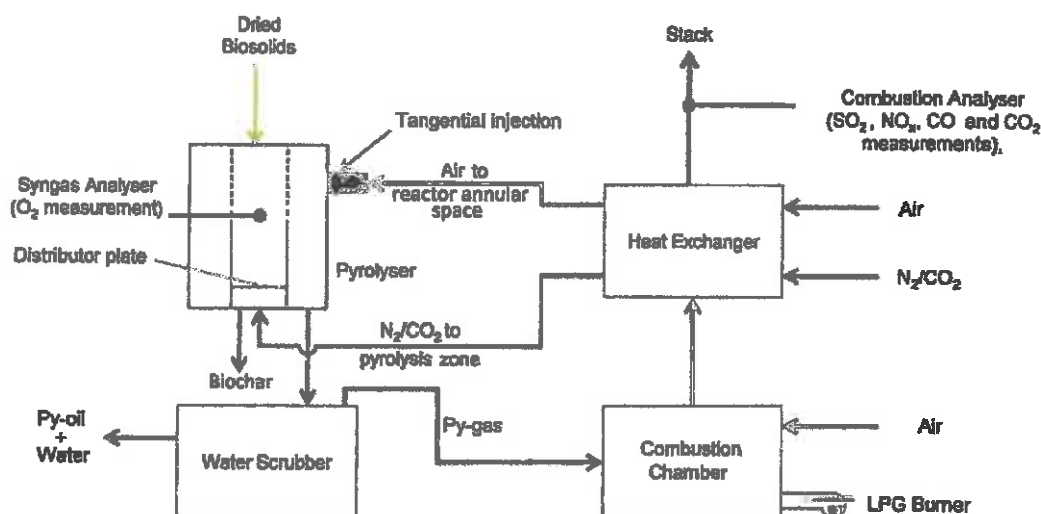 Dried
Biosolids
Stack
Tangential injection
Combustion Analyser
(SO₂, NOₓ, CO and CO₂
measurements).
Syngas Analyser
(O₂ measurement)
Air to
reactor annular
space
Air
Heat Exchanger
Distributor plate
Pyrolyser
N₂/CO₂
N₂/CO₂ to
pyrolysis zone
Biochar
Py-oil
+
Water
Water Scrubber
Py-gas
Combustion
Chamber
Air
LPG Burner